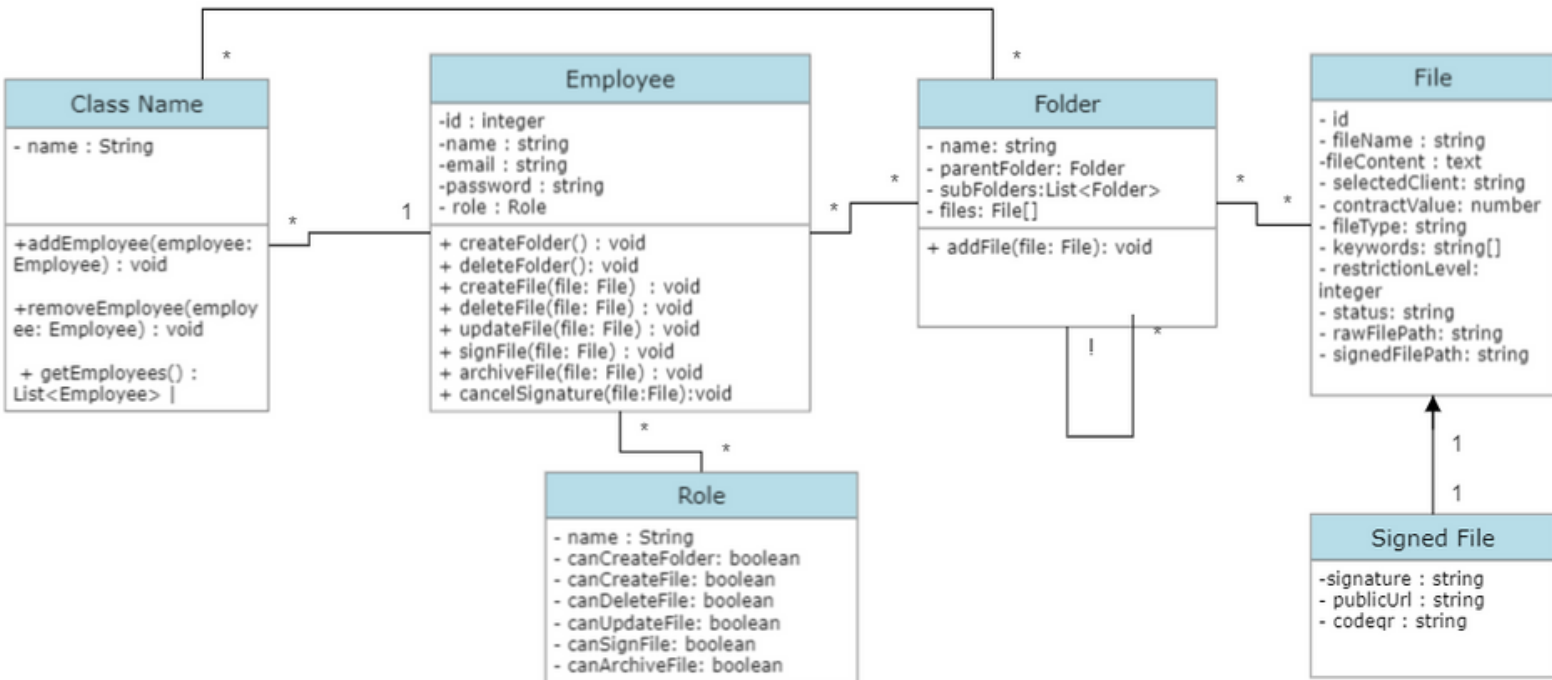 *
*
Class Name
- name : String
+addEmployee(employee:
Employee) : void
+removeEmployee(employ
ee: Employee) : void
+ getEmployees() :
List<Employee> |
*
1
Employee
-id : integer
-name : string
-email : string
-password : string
- role : Role
+ createFolder() : void
+ deleteFolder(): void
+ createFile(file: File) : void
+ deleteFile(file: File) : void
+ updateFile(file: File) : void
+ signFile(file: File) : void
+ archiveFile(file: File) : void
+ cancelSignature(file:File):void
*
*
Folder
- name: string
- parentFolder: Folder
- subFolders:List<Folder>
- files: File[]
+ addFile(file: File): void
!
*
*
*
File
- id
- fileName : string
-fileContent : text
- selectedClient: string
- contractValue: number
- fileType: string
- keywords: string[]
- restrictionLevel:
integer
- status: string
- rawFilePath: string
- signedFilePath: string
*
*
Role
- name : String
- canCreateFolder: boolean
- canCreateFile: boolean
- canDeleteFile: boolean
- canUpdateFile: boolean
- canSignFile: boolean
- canArchiveFile: boolean
1
1
Signed File
-signature : string
- publicUrl : string
- codeqr : string